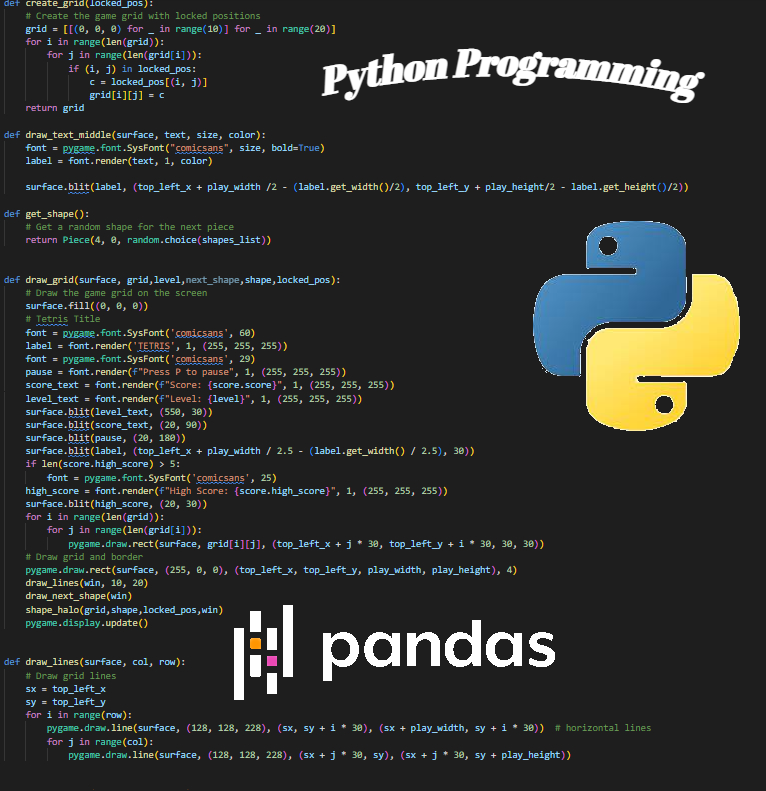 def create_grid(locked_pos):
    # Create the game grid with locked positions
    grid = [[(0, 0, 0) for _ in range(10)] for _ in range(20)]
    for i in range(len(grid)):
        for j in range(len(grid[i])):
            if (i, j) in locked_pos:
                c = locked_pos[(i, j)]
                grid[i][j] = c
    return grid
Python Programming
def draw_text_middle(surface, text, size, color):
    font = pygame.font.SysFont("comicsans", size, bold=True)
    label = font.render(text, 1, color)
    surface.blit(label, (top_left_x + play_width /2 - (label.get_width()/2), top_left_y + play_height/2 - label.get_height()/2))
def get_shape():
    # Get a random shape for the next piece
    return Piece(4, 0, random.choice(shapes_list))
def draw_grid(surface, grid,level,next_shape,shape,locked_pos):
    # Draw the game grid on the screen
    surface.fill((0, 0, 0))
    # Tetris Title
    font = pygame.font.SysFont('comicsans', 60)
    label = font.render('TETRIS', 1, (255, 255, 255))
    font = pygame.font.SysFont('comicsans', 29)
    pause = font.render(f"Press P to pause", 1, (255, 255, 255))
    score_text = font.render(f"Score: {score.score}", 1, (255, 255, 255))
    level_text = font.render(f"Level: {level}", 1, (255, 255, 255))
    surface.blit(level_text, (550, 30))
    surface.blit(score_text, (20, 90))
    surface.blit(pause, (20, 180))
    surface.blit(label, (top_left_x + play_width / 2.5 - (label.get_width() / 2.5), 30))
    if len(score.high_score) > 5:
        font = pygame.font.SysFont('comicsans', 25)
    high_score = font.render(f"High Score: {score.high_score}", 1, (255, 255, 255))
    surface.blit(high_score, (20, 30))
    for i in range(len(grid)):
        for j in range(len(grid[i])):
            pygame.draw.rect(surface, grid[i][j], (top_left_x + j * 30, top_left_y + i * 30, 30, 30))
    # Draw grid and border
    pygame.draw.rect(surface, (255, 0, 0), (top_left_x, top_left_y, play_width, play_height), 4)
    draw_lines(win, 10, 20)
    draw_next_shape(win)
    shape_halo(grid,shape,locked_pos,win)
    pygame.display.update()
pandas
def draw_lines(surface, col, row):
    # Draw grid lines
    sx = top_left_x
    sy = top_left_y
    for i in range(row):
        pygame.draw.line(surface, (128, 128, 228), (sx, sy + i * 30), (sx + play_width, sy + i * 30))  # horizontal lines
        for j in range(col):
            pygame.draw.line(surface, (128, 128, 228), (sx + j * 30, sy), (sx + j * 30, sy + play_height))